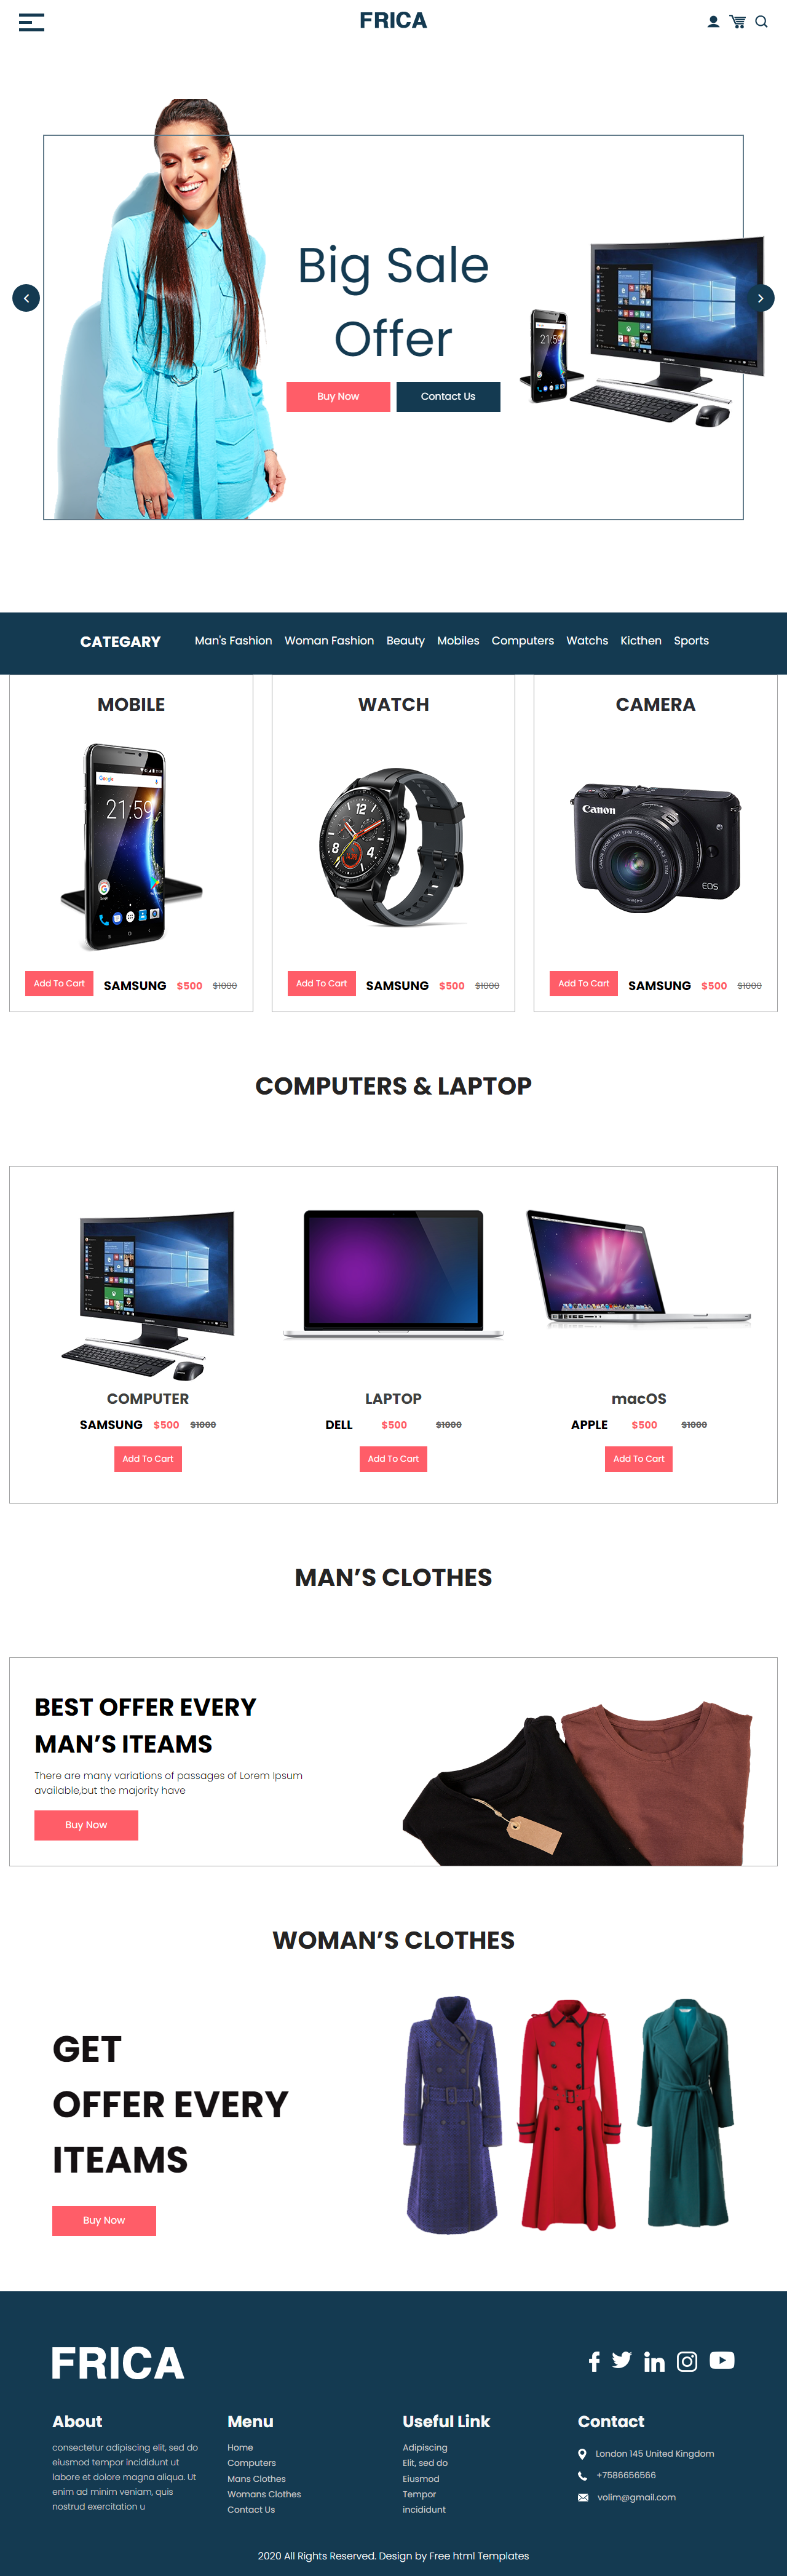 FRICA
Big Sale
Offer
Buy Now
Contact Us
CATEGARY
Man's Fashion
Woman Fashion
Beauty
Mobiles
Computers
Watchs
Kicthen
Sports
MOBILE
Google
21:59
Add To Cart
SAMSUNG
$500
$1000
WATCH
12
8
4
Add To Cart
SAMSUNG
$500
$1000
CAMERA
Canon
EOS
Add To Cart
SAMSUNG
$500
$1000
COMPUTERS & LAPTOP
COMPUTER
SAMSUNG
$500
$1000
Add To Cart
LAPTOP
DELL
$500
$1000
Add To Cart
macOS
APPLE
$500
$1000
Add To Cart
MAN’S CLOTHES
BEST OFFER EVERY
MAN’S ITEAMS
There are many variations of passages of Lorem Ipsum
available,but the majority have
Buy Now
WOMAN’S CLOTHES
GET
OFFER EVERY
ITEAMS
Buy Now
FRICA
About
consectetur adipiscing elit, sed do
eiusmod tempor incididunt ut
labore et dolore magna aliqua. Ut
enim ad minim veniam, quis
nostrud exercitation u
Menu
Home
Computers
Mans Clothes
Womans Clothes
Contact Us
Useful Link
Adipiscing
Elit, sed do
Eiusmod
Tempor
incididunt
Contact
London 145 United Kingdom
+7586656566
volim@gmail.com
2020 All Rights Reserved. Design by Free html Templates